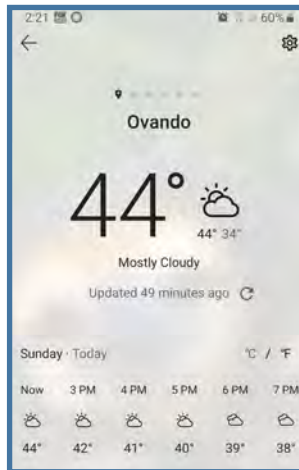 2:21 60%
Ovando
44°
44° 34°
Mostly Cloudy
Updated 49 minutes ago
Sunday · Today °C / °F
Now 3 PM 4 PM 5 PM 6 PM 7 PM
44° 42° 41° 40° 39° 38°